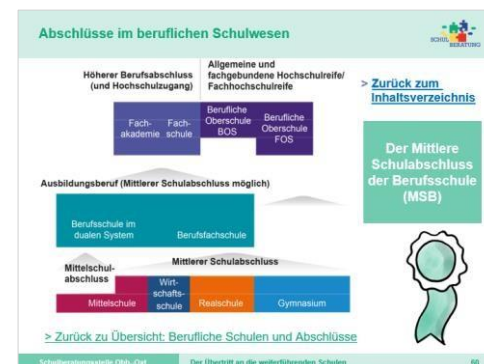 Abschlüsse im beruflichen Schulwesen
SCHUL
BERATUNG
Höherer Berufsabschluss
(und Hochschulzugang)
Allgemeine und
fachgebundene Hochschulreife/
Fachhochschulreife
> Zurück zum
Inhaltsverzeichnis
Fach-
akademie
Fach-
schule
Berufliche
Oberschule
BOS
Berufliche
Oberschule
FOS
Der Mittlere
Schulabschluss
der Berufsschule
(MSB)
Ausbildungsberuf (Mittlerer Schulabschluss möglich)
Berufsschule im
dualen System
Berufsfachschule
Mittelschul-
abschluss
Mittlerer Schulabschluss
Mittelschule
Wirt-
schafts-
schule
Realschule
Gymnasium
> Zurück zu Übersicht: Berufliche Schulen und Abschlüsse
Schulberatungsstelle Obb.-Ost
Der Übertritt an die weiterführenden Schulen
60